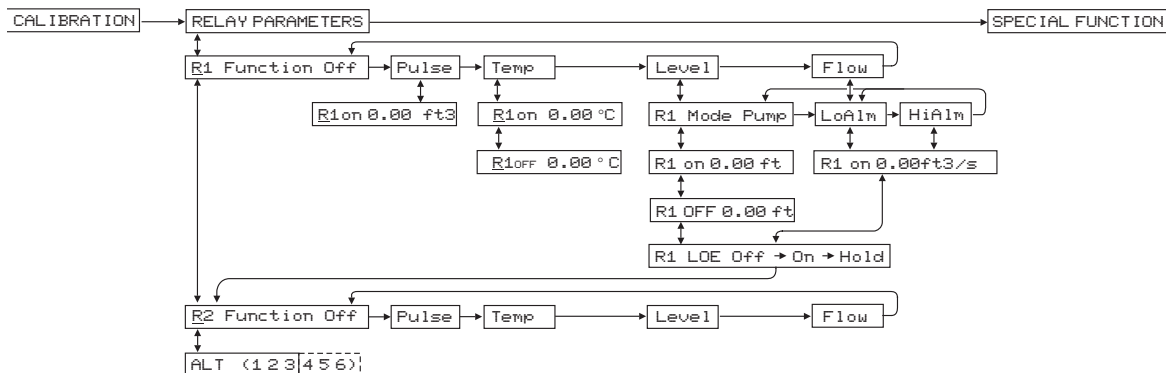 CALIBRATION RELAY PARAMETERS SPECIAL FUNCTION
R1 Function Off Pulse Temp Level Flow
R1on 0.00 ft3 R1on 0.00 °C R1 Mode Pump LoAlm HiAlm
R1OFF 0.00 °C R1 on 0.00 ft R1 on 0.00ft3/s
R1 OFF 0.00 ft
R1 LOE Off → On → Hold
R2 Function Off Pulse Temp Level Flow
ALT (1 2 3 4 5 6)